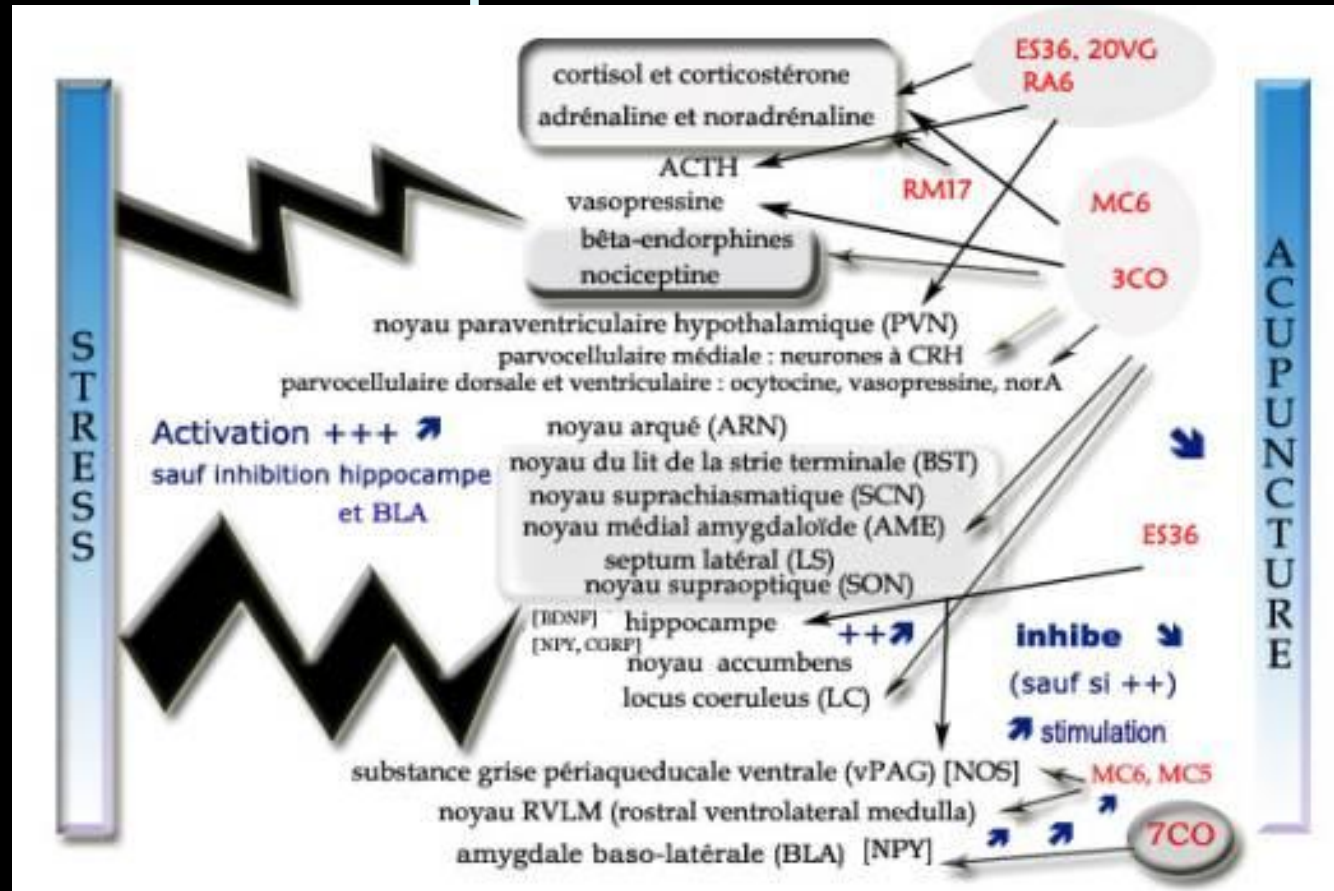 STRESS
cortisol et corticostérone
adrénaline et noradrénaline
ACTH
vasopressine
bêta-endorphines
nociceptine
noyau paraventriculaire hypothalamique (PVN)
parvocellulaire médiale : neurones à CRH
parvocellulaire dorsale et ventriculaire : ocytocine, vasopressine, norA
Activation +++
sauf inhibition hippocampe
et BLA
noyau arqué (ARN)
noyau du lit de la strie terminale (BST)
noyau suprachiasmatique (SCN)
noyau médial amygdaloïde (AME)
septum latéral (LS)
noyau supraoptique (SON)
[BDNF] hippocampe ++
[NPY, CGRP]
noyau accumbens
locus coeruleus (LC)
substance grise périaqueducale ventrale (vPAG) [NOS]
noyau RVLM (rostral ventrolateral medulla)
amygdale baso-latérale (BLA) [NPY]
ES36, 20VG
RA6
RM17
MC6
3CO
ES36
inhibe
(sauf si ++)
stimulation
MC6, MC5
7CO
ACUPUNCTURE